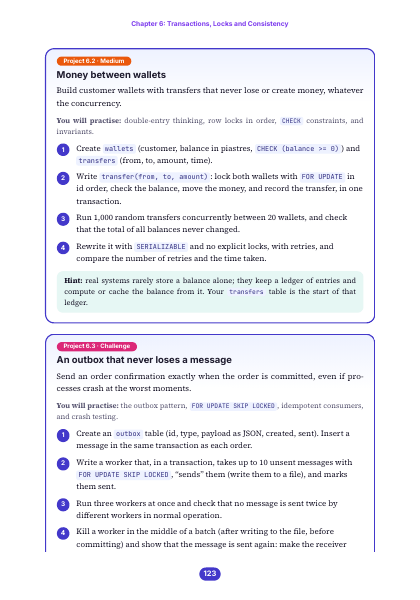 Chapter 6: Transactions, Locks and Consistency
Project 6.2 · Medium
Money between wallets
Build customer wallets with transfers that never lose or create money, whatever
the concurrency.
You will practise: double-entry thinking, row locks in order, CHECK constraints, and
invariants.
1 Create wallets (customer, balance in piastres, CHECK (balance >= 0)) and
transfers (from, to, amount, time).
2 Write transfer(from, to, amount): lock both wallets with FOR UPDATE in
id order, check the balance, move the money, and record the transfer, in one
transaction.
3 Run 1,000 random transfers concurrently between 20 wallets, and check
that the total of all balances never changed.
4 Rewrite it with SERIALIZABLE and no explicit locks, with retries, and
compare the number of retries and the time taken.
Hint: real systems rarely store a balance alone; they keep a ledger of entries and
compute or cache the balance from it. Your transfers table is the start of that
ledger.
Project 6.3 · Challenge
An outbox that never loses a message
Send an order confirmation exactly when the order is committed, even if pro-
cesses crash at the worst moments.
You will practise: the outbox pattern, FOR UPDATE SKIP LOCKED, idempotent consumers,
and crash testing.
1 Create an outbox table (id, type, payload as JSON, created, sent). Insert a
message in the same transaction as each order.
2 Write a worker that, in a transaction, takes up to 10 unsent messages with
FOR UPDATE SKIP LOCKED, "sends" them (write them to a file), and marks
them sent.
3 Run three workers at once and check that no message is sent twice by
different workers in normal operation.
4 Kill a worker in the middle of a batch (after writing to the file, before
committing) and show that the message is sent again: make the receiver
123